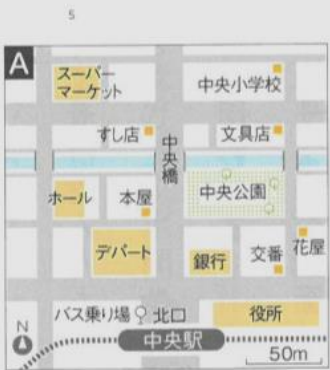 5
A
スーパー
マーケット
中央小学校
すし店
中央橋
文具店
ホール
本屋
中央公園
デパート
銀行
交番
花屋
バス乗り場
北口
役所
N
中央駅
50m